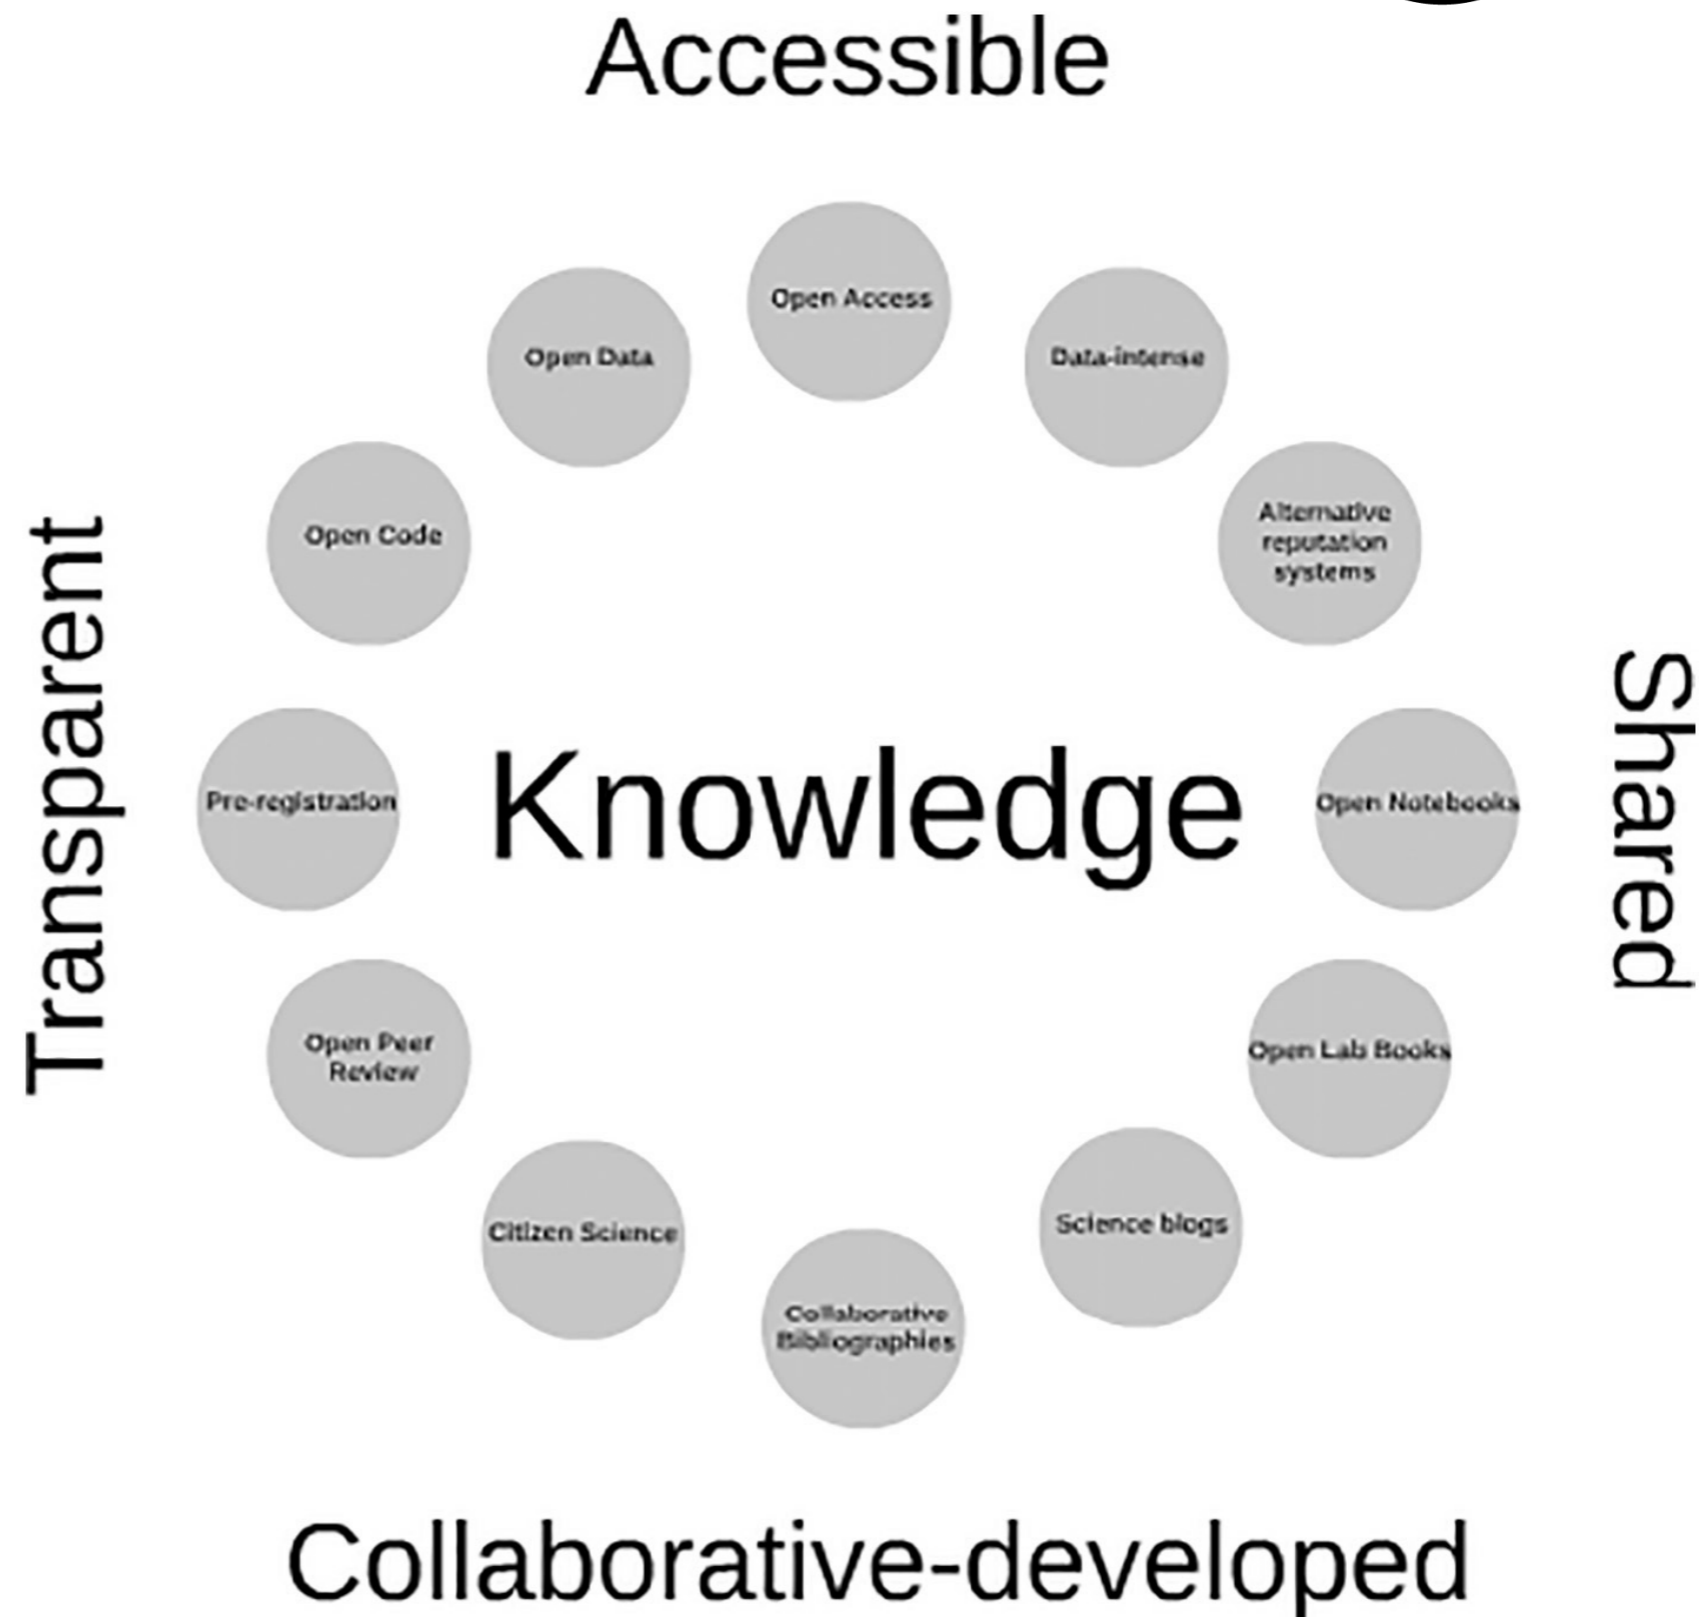 Accessible
Open Access
Open Data
Data-intense
Open Code
Alternative
reputation
systems
Transparent
Shared
Pre-registration
Knowledge
Open Notebooks
Open Peer
Review
Open Lab Books
Citizen Science
Science blogs
Collaborative
Bibliographies
Collaborative-developed